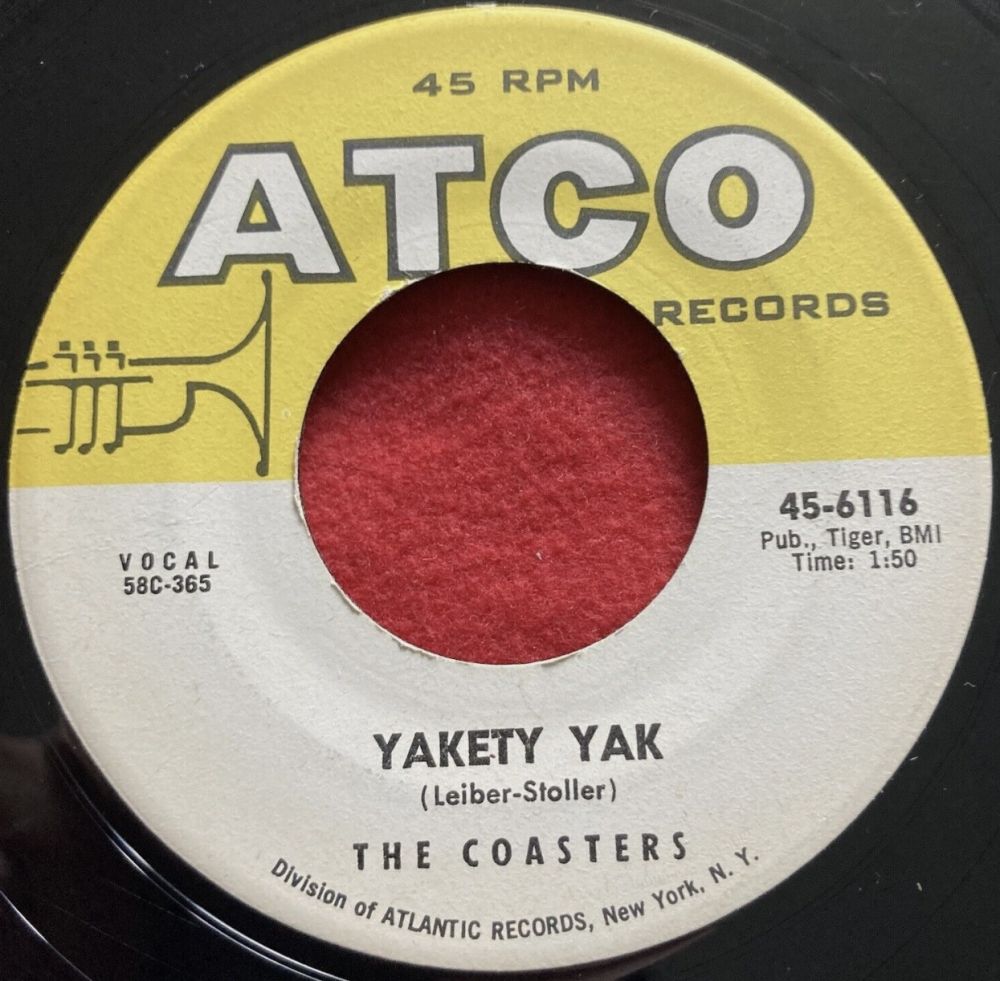 45 RPM
ATCO
RECORDS
45-6116
Pub., Tiger, BMI
Time: 1:50
VOCAL
58C-365
YAKETY YAK
(Leiber-Stoller)
THE COASTERS
Division of ATLANTIC RECORDS, New York, N. Y.